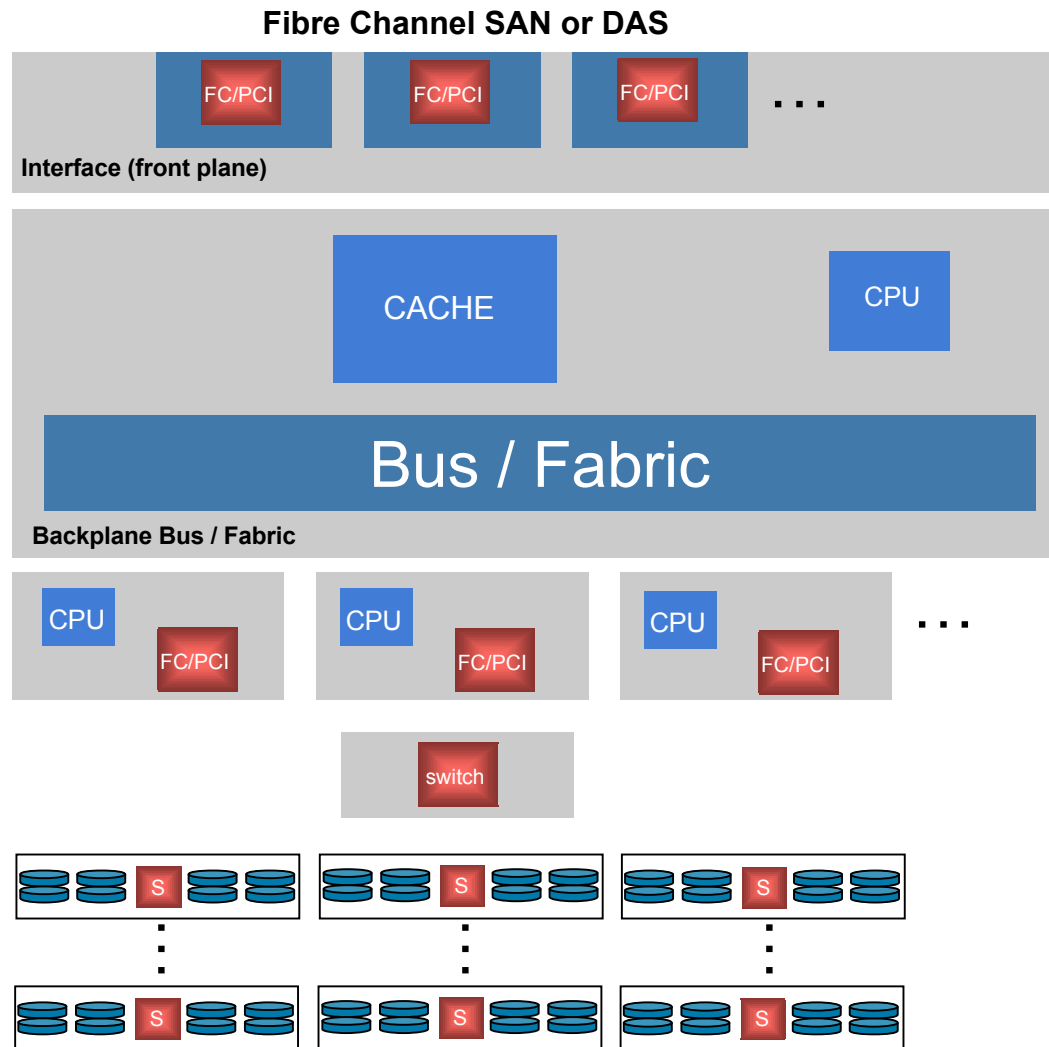 Fibre Channel SAN or DAS
FC/PCI
FC/PCI
FC/PCI
. . .
Interface (front plane)
CACHE
CPU
Bus / Fabric
Backplane Bus / Fabric
CPU
FC/PCI
CPU
FC/PCI
CPU
FC/PCI
. . .
switch
S
S
S
S
S
S